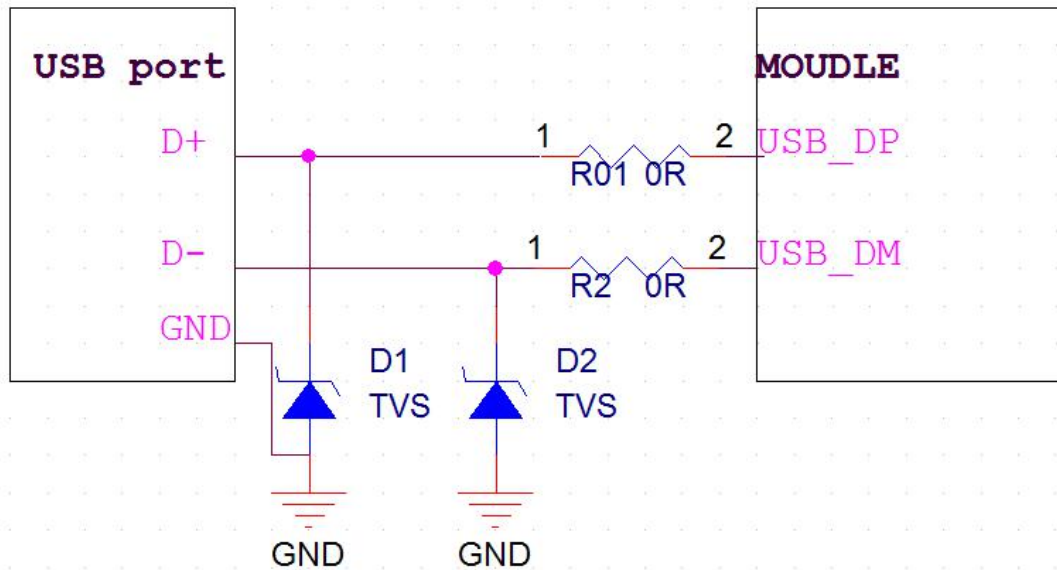 USB port
MOUDLE
D+
1
2
USB_DP
R01 0R
D-
1
2
USB_DM
R2 0R
GND
D1
TVS
D2
TVS
GND
GND